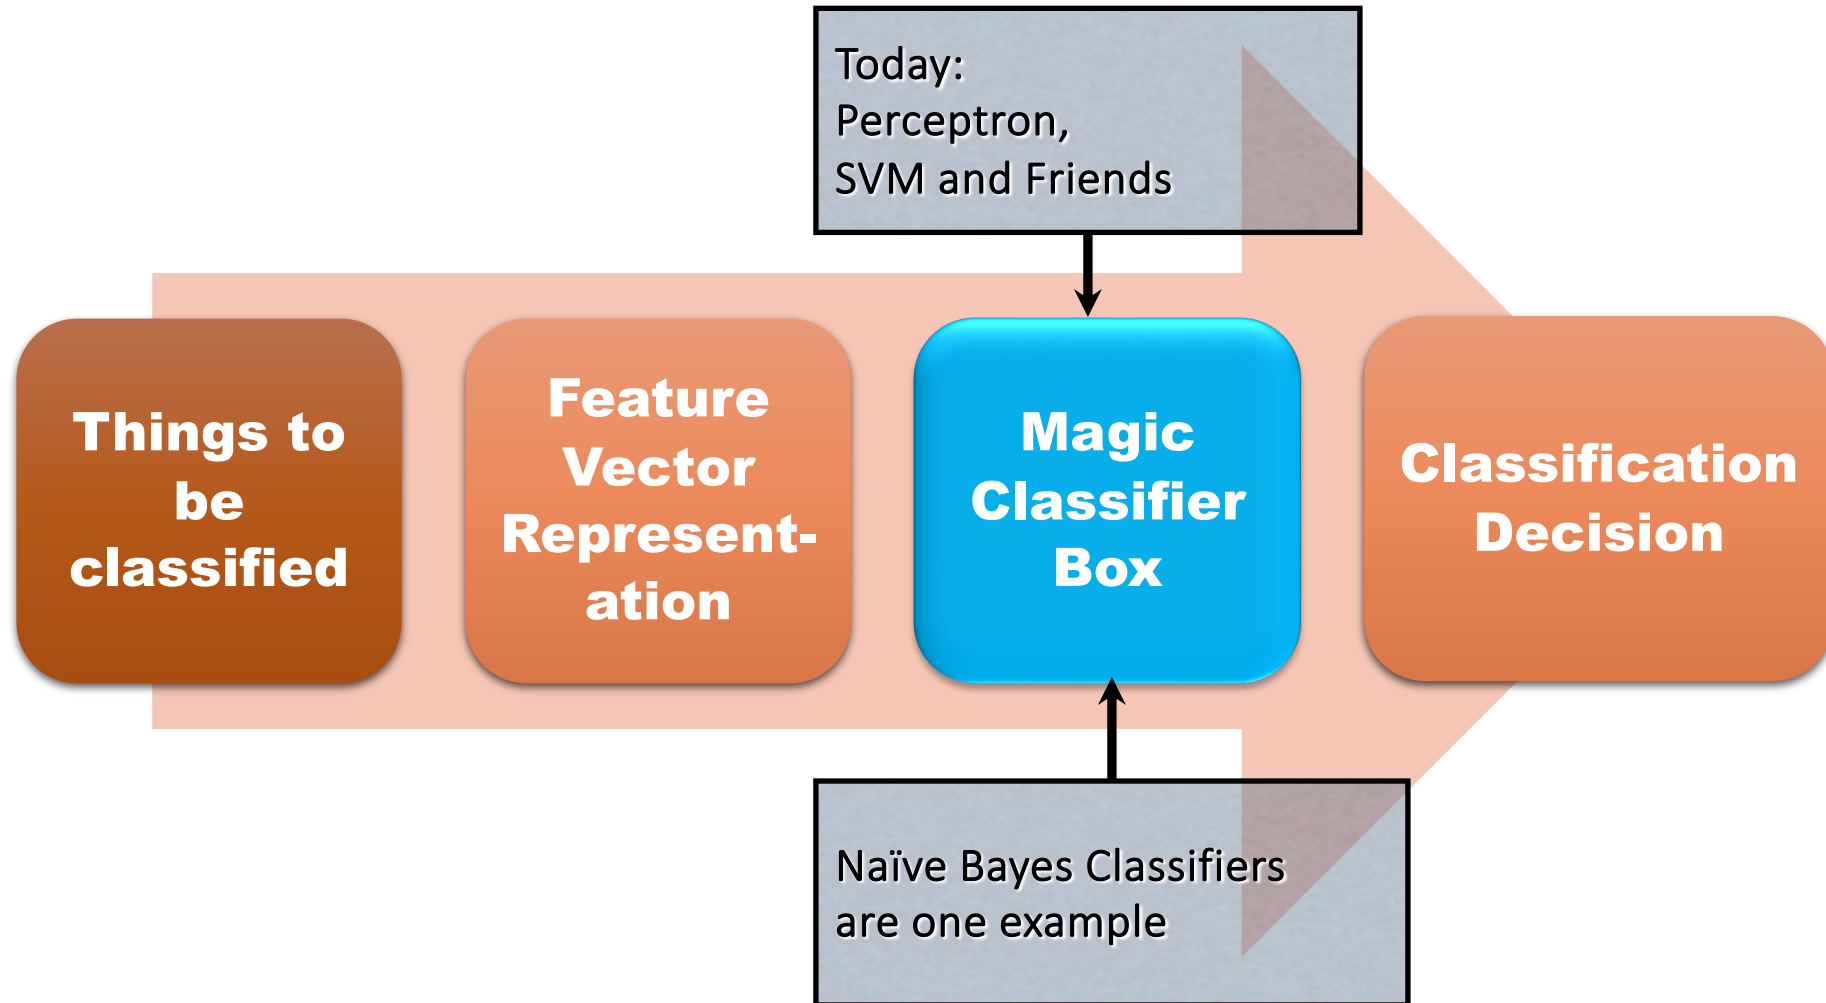 Today:
Perceptron,
SVM and Friends
Things to
be
classified
Feature
Vector
Represent-
ation
Magic
Classifier
Box
Classification
Decision
Naïve Bayes Classifiers
are one example